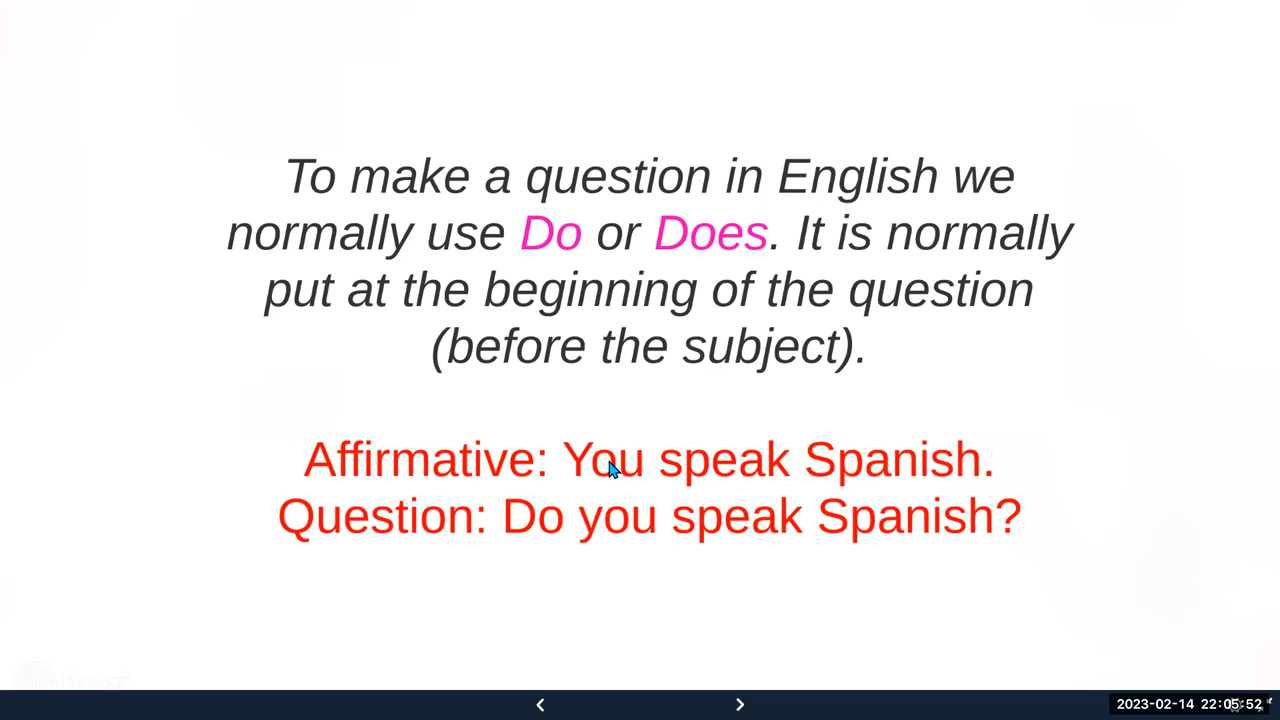 To make a question in English we
normally use Do or Does. It is normally
put at the beginning of the question
(before the subject).
Affirmative: You speak Spanish.
Question: Do you speak Spanish?
2023-02-14 22:05:52